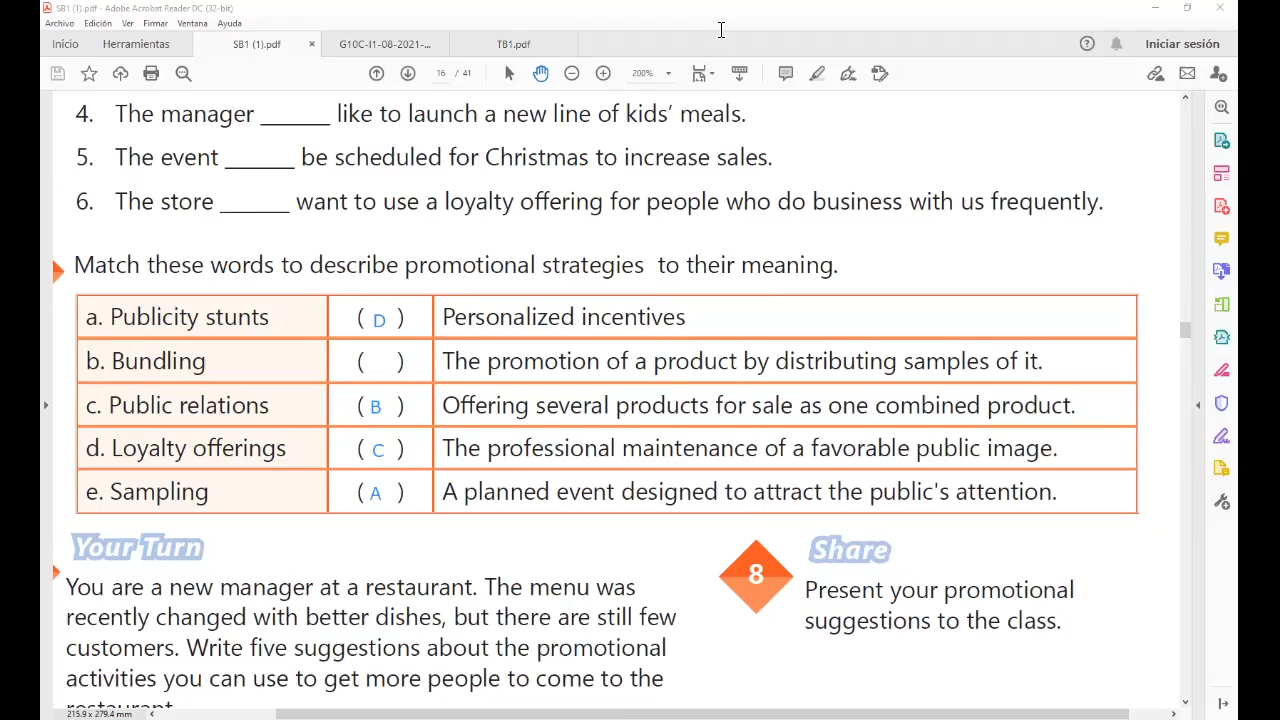 SB1 (1).pdf - Adobe Acrobat Reader DC (32-bit)
Archivo Edición Ver Firmar Ventana Ayuda
Inicio Herramientas SB1 (1).pdf × G10C-I1-08-2021-... TB1.pdf Iniciar sesión
16 / 41 200%
4. The manager ______ like to launch a new line of kids' meals.
5. The event ______ be scheduled for Christmas to increase sales.
6. The store ______ want to use a loyalty offering for people who do business with us frequently.
Match these words to describe promotional strategies to their meaning.
a. Publicity stunts ( D ) Personalized incentives
b. Bundling ( ) The promotion of a product by distributing samples of it.
c. Public relations ( B ) Offering several products for sale as one combined product.
d. Loyalty offerings ( C ) The professional maintenance of a favorable public image.
e. Sampling ( A ) A planned event designed to attract the public's attention.
Your Turn
You are a new manager at a restaurant. The menu was
recently changed with better dishes, but there are still few
customers. Write five suggestions about the promotional
activities you can use to get more people to come to the
restaurant.
8
Share
Present your promotional
suggestions to the class.
215.9 x 279.4 mm